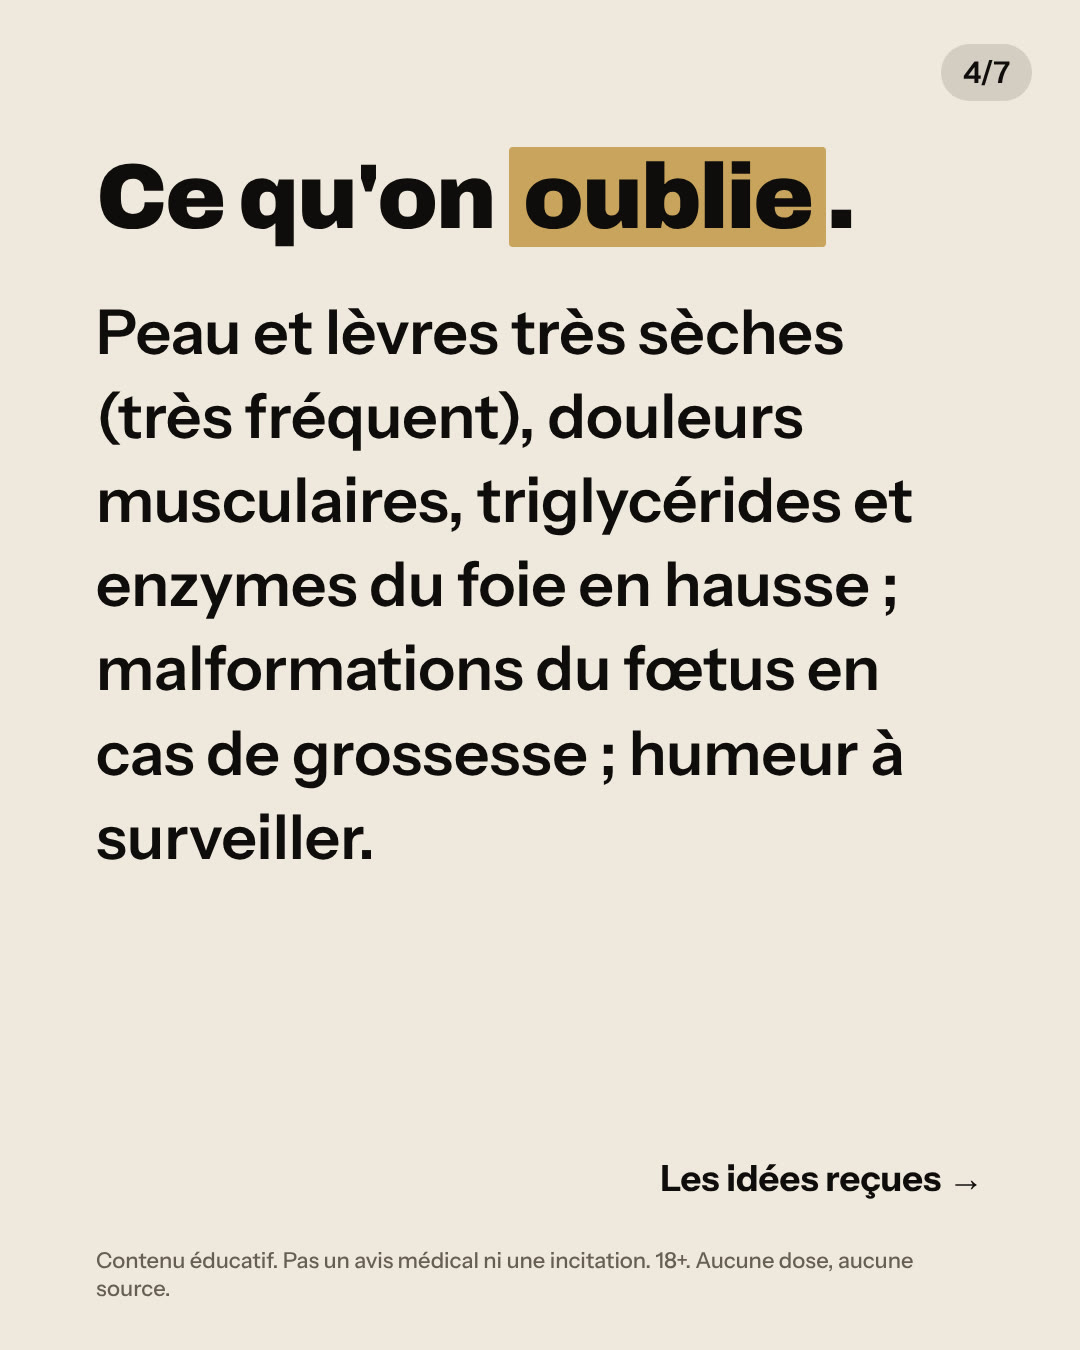 4/7
Ce qu'on oublie.
Peau et lèvres très sèches
(très fréquent), douleurs
musculaires, triglycérides et
enzymes du foie en hausse ;
malformations du fœtus en
cas de grossesse ; humeur à
surveiller.
Les idées reçues →
Contenu éducatif. Pas un avis médical ni une incitation. 18+. Aucune dose, aucune
source.